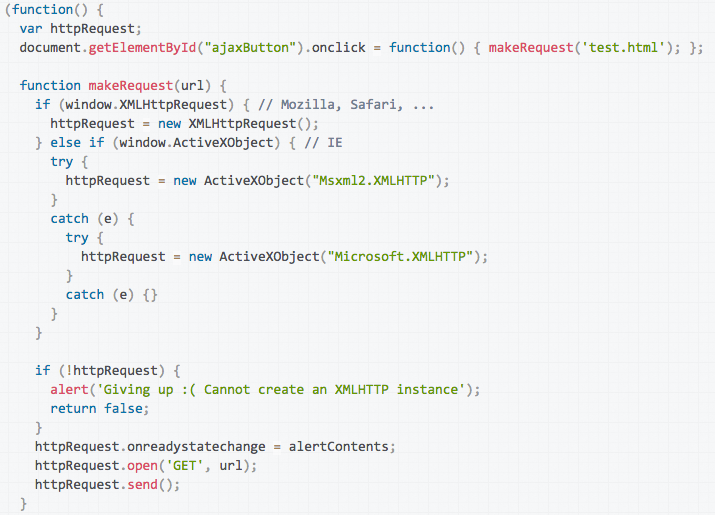 (function() {
  var httpRequest;
  document.getElementById("ajaxButton").onclick = function() { makeRequest('test.html'); };

  function makeRequest(url) {
    if (window.XMLHttpRequest) { // Mozilla, Safari, ...
      httpRequest = new XMLHttpRequest();
    } else if (window.ActiveXObject) { // IE
      try {
        httpRequest = new ActiveXObject("Msxml2.XMLHTTP");
      }
      catch (e) {
        try {
          httpRequest = new ActiveXObject("Microsoft.XMLHTTP");
        }
        catch (e) {}
      }
    }

    if (!httpRequest) {
      alert('Giving up :( Cannot create an XMLHTTP instance');
      return false;
    }
    httpRequest.onreadystatechange = alertContents;
    httpRequest.open('GET', url);
    httpRequest.send();
  }